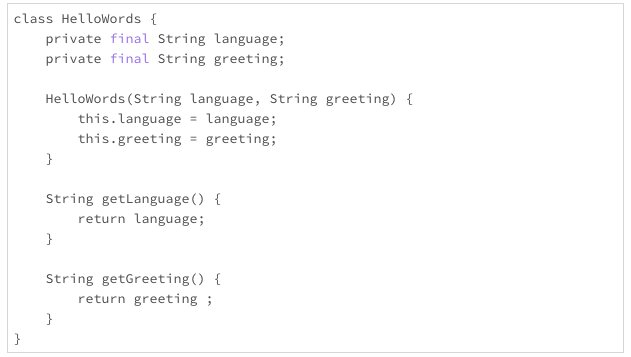 class HelloWords {
    private final String language;
    private final String greeting;

    HelloWords(String language, String greeting) {
        this.language = language;
        this.greeting = greeting;
    }

    String getLanguage() {
        return language;
    }

    String getGreeting() {
        return greeting ;
    }
}